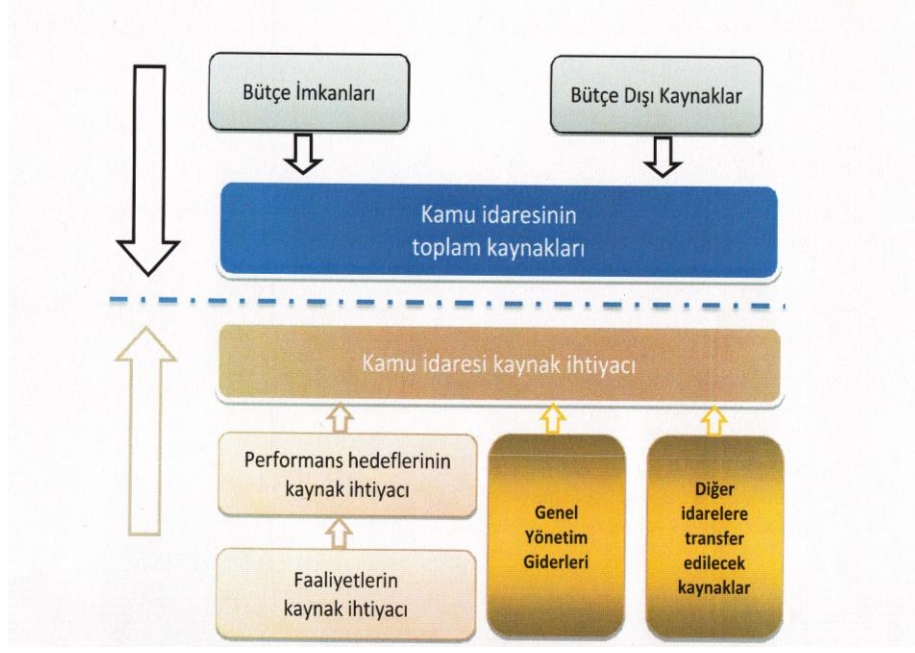 Bütçe İmkanları
Bütçe Dışı Kaynaklar
Kamu idaresinin
toplam kaynakları
Kamu idaresi kaynak ihtiyacı
Performans hedeflerinin
kaynak ihtiyacı
Faaliyetlerin
kaynak ihtiyacı
Genel
Yönetim
Giderleri
Diğer
idarelere
transfer
edilecek
kaynaklar